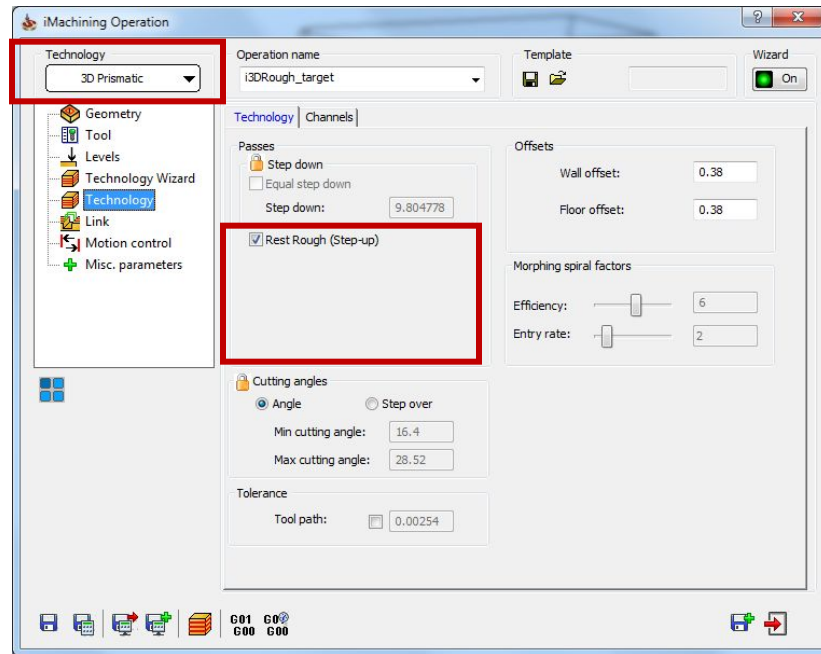 iMachining Operation
Technology
3D Prismatic
Operation name
i3DRough_target
Template
Wizard
On
Geometry
Tool
Levels
Technology Wizard
Technology
Link
Motion control
Misc. parameters
Technology
Channels
Passes
Step down
Equal step down
Step down: 9.804778
Rest Rough (Step-up)
Offsets
Wall offset: 0.38
Floor offset: 0.38
Morphing spiral factors
Efficiency: 6
Entry rate: 2
Cutting angles
Angle Step over
Min cutting angle: 16.4
Max cutting angle: 28.52
Tolerance
Tool path: 0.00254
G01 G0
G00 G00